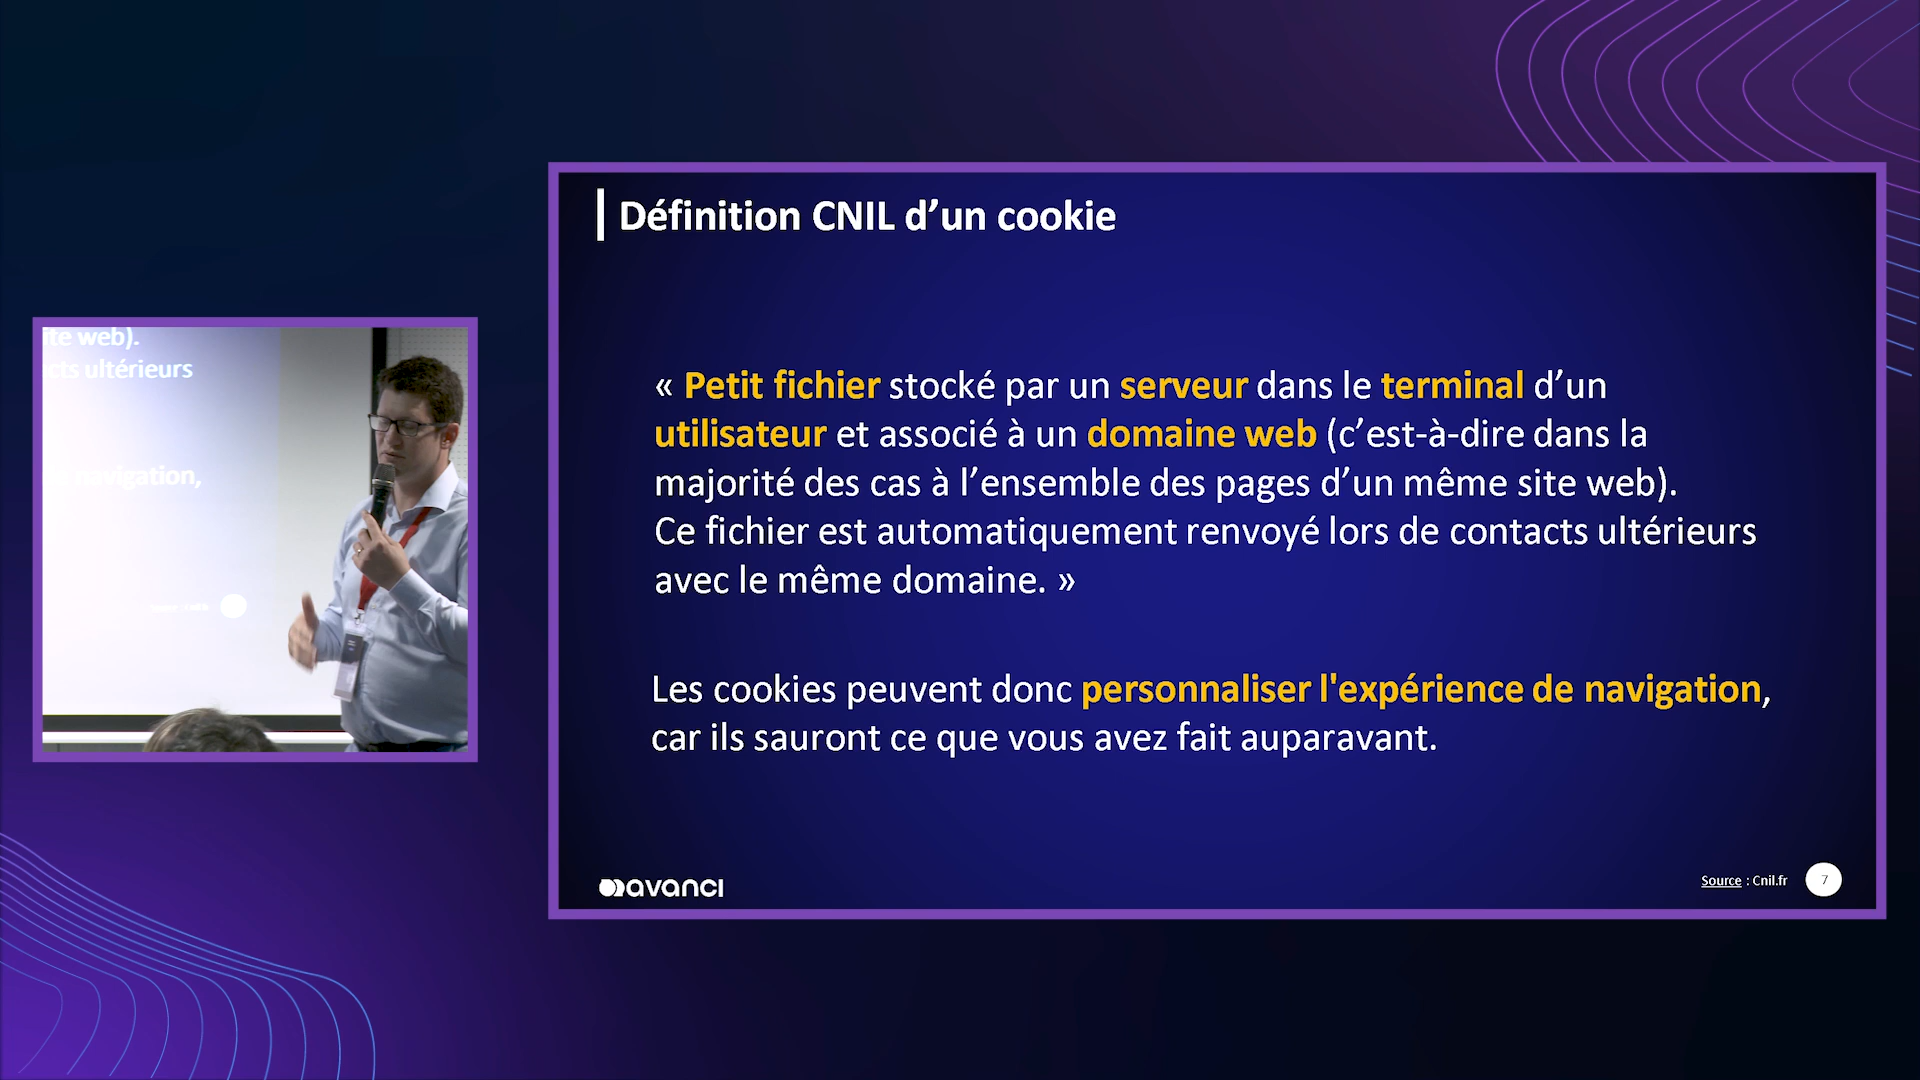 Définition CNIL d’un cookie
ite web).
cts ultérieurs
navigation,
« Petit fichier stocké par un serveur dans le terminal d’un
utilisateur et associé à un domaine web (c’est-à-dire dans la
majorité des cas à l’ensemble des pages d’un même site web).
Ce fichier est automatiquement renvoyé lors de contacts ultérieurs
avec le même domaine. »
Les cookies peuvent donc personnaliser l'expérience de navigation,
car ils sauront ce que vous avez fait auparavant.
avanci
Source : Cnil.fr
7